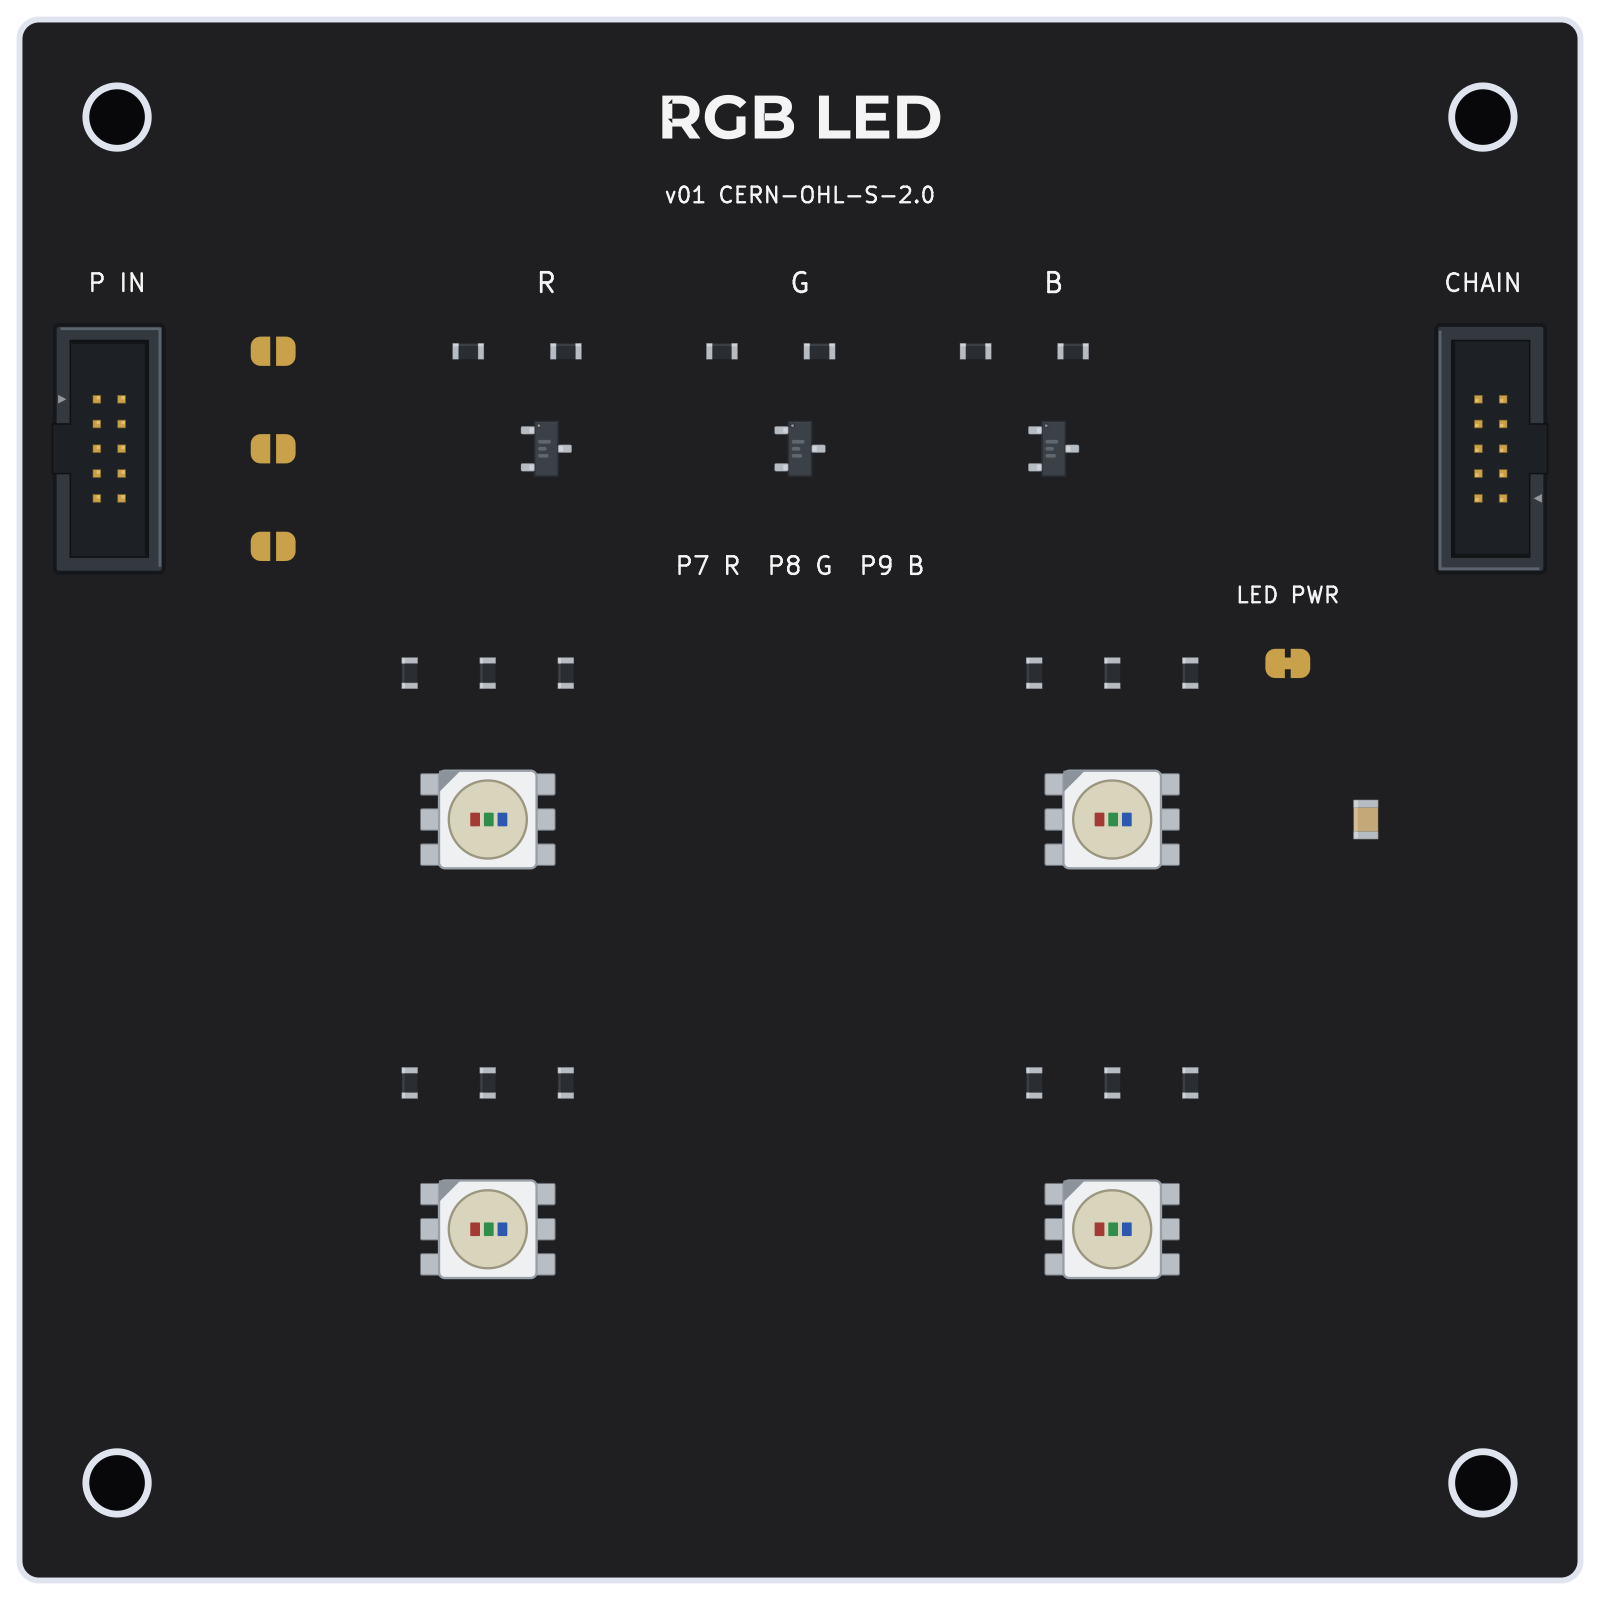 RGB LED
v01 CERN-OHL-S-2.0
P IN
R
G
B
CHAIN
P7 R P8 G P9 B
LED PWR